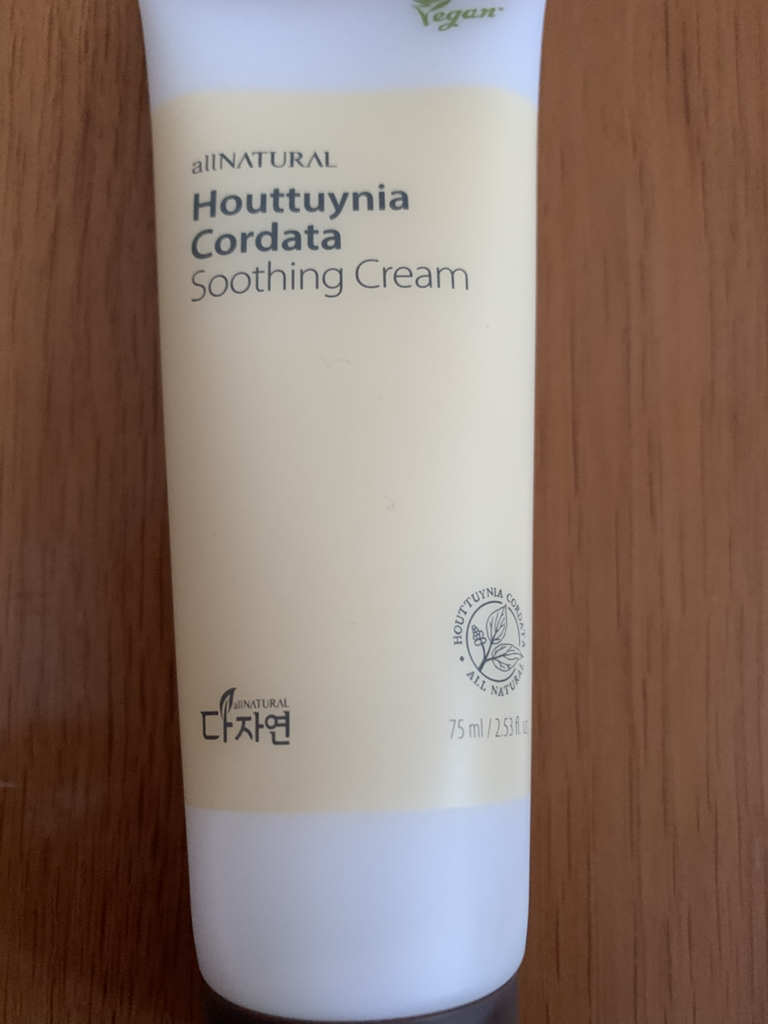 Vegan
allNATURAL
Houttuynia
Cordata
Soothing Cream
HOUTTUYNIA CORDATA
ALL NATURAL
allNATURAL
다자연
75 ml / 2.53 fl